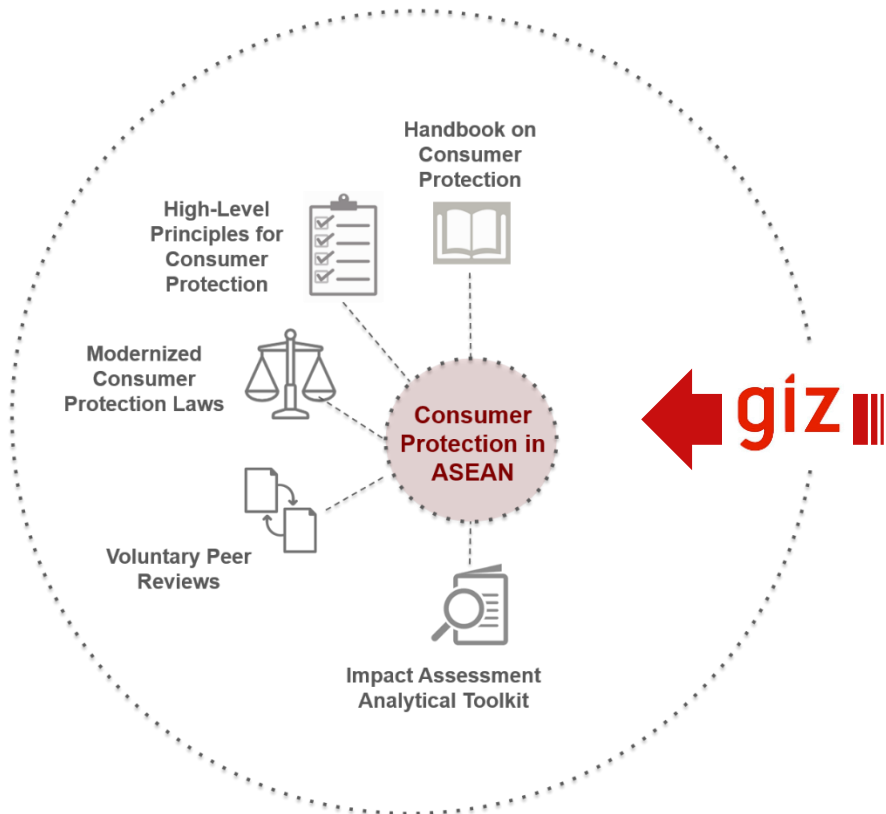 Handbook on
Consumer
Protection
High-Level
Principles for
Consumer
Protection
Modernized
Consumer
Protection Laws
Consumer
Protection in
ASEAN
giz
Voluntary Peer
Reviews
Impact Assessment
Analytical Toolkit